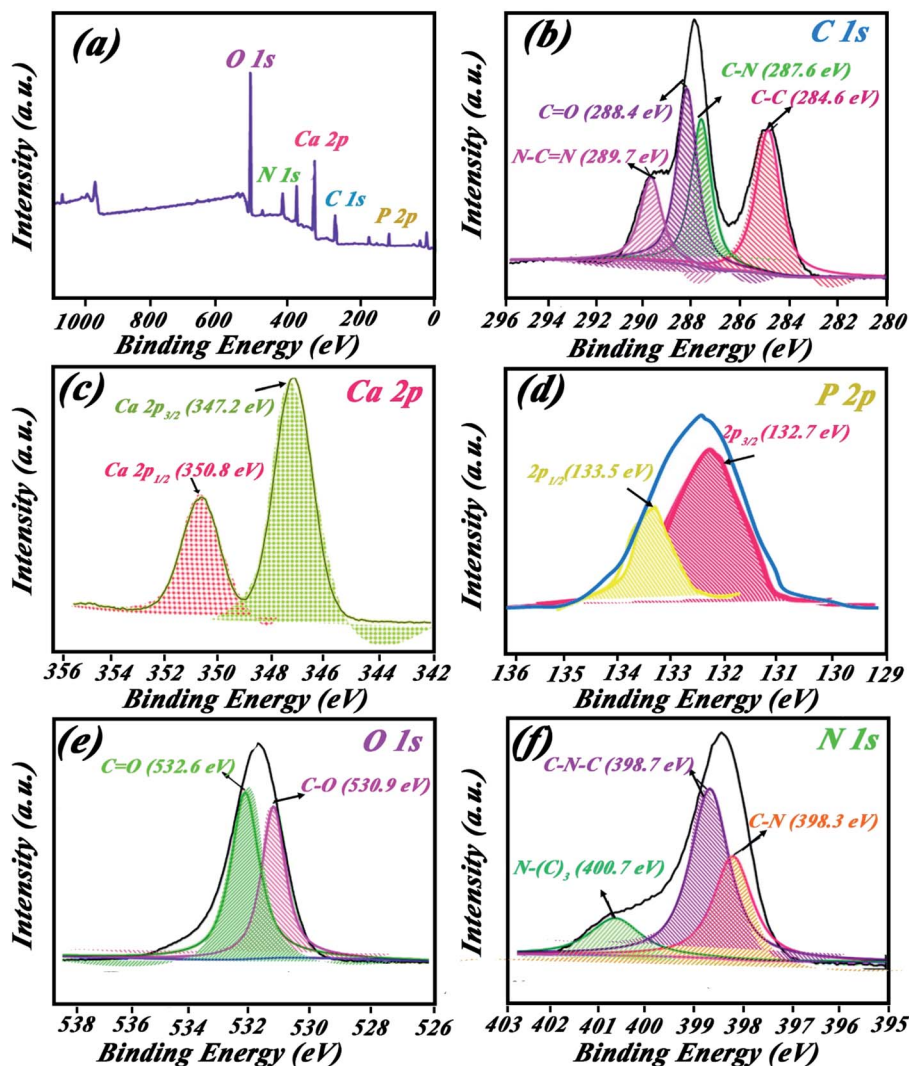 (a)
O 1s
Ca 2p
N 1s
C 1s
P 2p
Intensity (a.u.)
1000 800 600 400 200 0
Binding Energy (eV)
(b) C 1s
C-N (287.6 eV)
C=O (288.4 eV)
C-C (284.6 eV)
N-C=N (289.7 eV)
Intensity (a.u.)
296 294 292 290 288 286 284 282 280
Binding Energy (eV)
(c) Ca 2p
Ca 2p3/2 (347.2 eV)
Ca 2p1/2 (350.8 eV)
Intensity (a.u.)
356 354 352 350 348 346 344 342
Binding Energy (eV)
(d) P 2p
2p3/2 (132.7 eV)
2p1/2(133.5 eV)
Intensity (a.u.)
136 135 134 133 132 131 130 129
Binding Energy (eV)
(e) O 1s
C=O (532.6 eV)
C-O (530.9 eV)
Intensity (a.u.)
538 536 534 532 530 528 526
Binding Energy (eV)
(f) N 1s
C-N-C (398.7 eV)
C-N (398.3 eV)
N-(C)3 (400.7 eV)
Intensity (a.u.)
403 402 401 400 399 398 397 395
Binding Energy (eV)